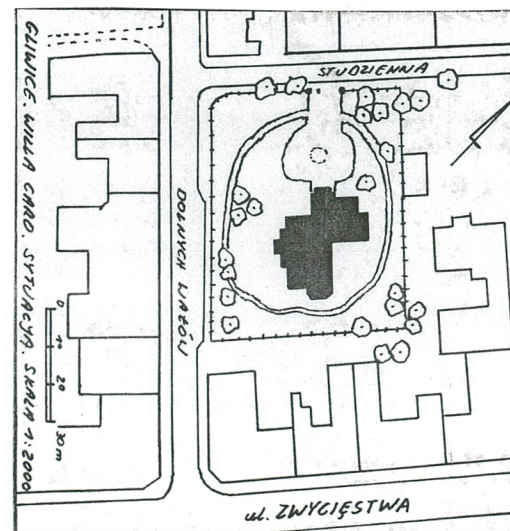 GLIWICE. WILLA CARO. SYTUACJA. SKALA 1:2000
0
10
20
30 m
STUDZIENNA
DOLNYCH WAŁÓW
ul. ZWYCIĘSTWA